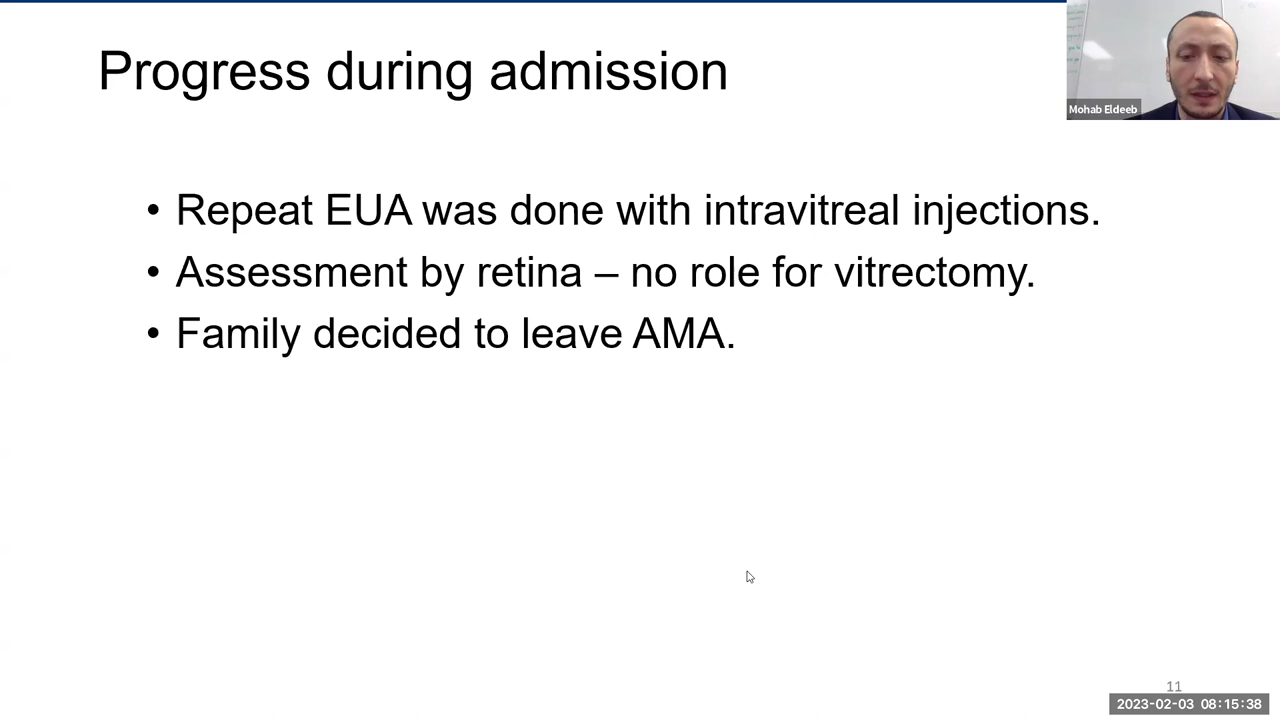 Progress during admission
Mohab Eldeeb
• Repeat EUA was done with intravitreal injections.
• Assessment by retina – no role for vitrectomy.
• Family decided to leave AMA.
11
2023-02-03 08:15:38